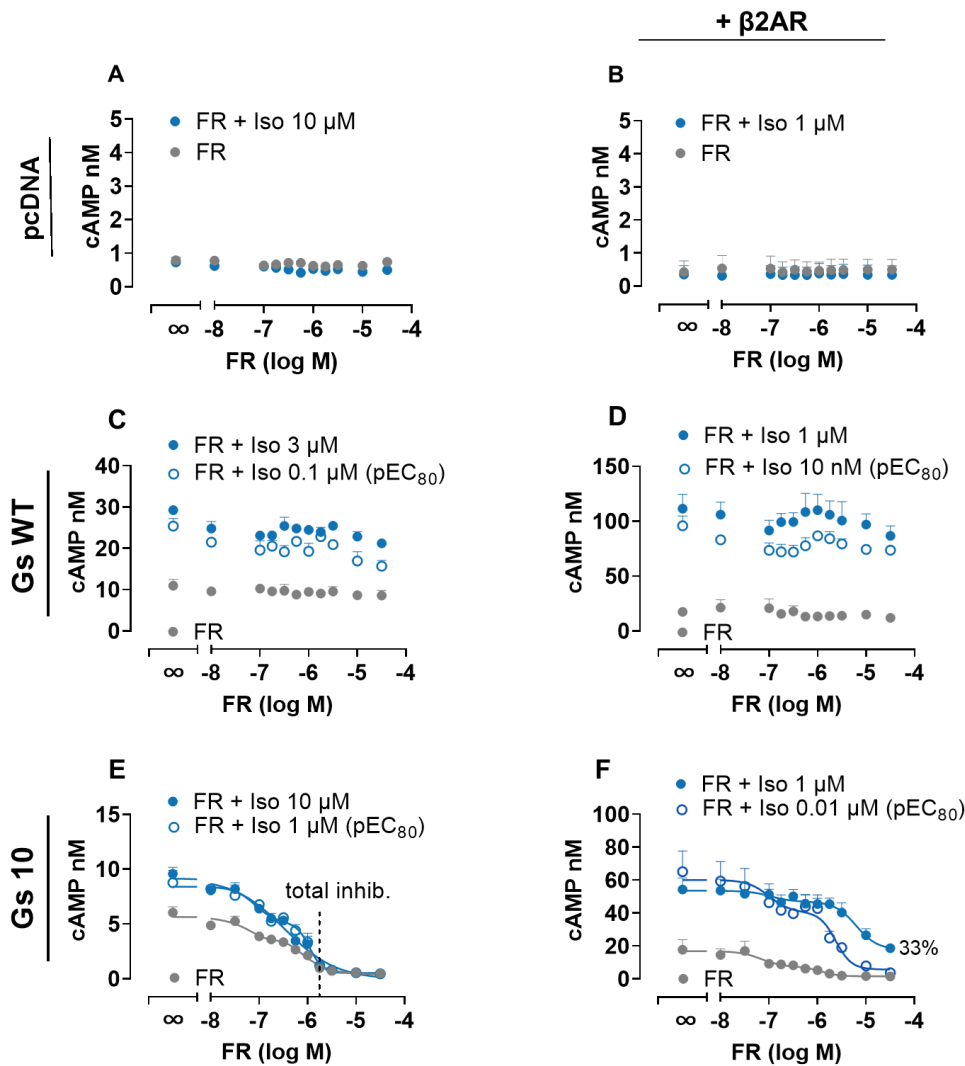 + β2AR
A
B
pcDNA
cAMP nM
5
4
3
2
1
0
FR + Iso 10 µM
FR
∞ -8 -7 -6 -5 -4
FR (log M)
cAMP nM
5
4
3
2
1
0
FR + Iso 1 µM
FR
∞ -8 -7 -6 -5 -4
FR (log M)
C
D
Gs WT
cAMP nM
40
30
20
10
0
FR + Iso 3 µM
FR + Iso 0.1 µM (pEC80)
FR
∞ -8 -7 -6 -5 -4
FR (log M)
cAMP nM
150
100
50
0
FR + Iso 1 µM
FR + Iso 10 nM (pEC80)
FR
∞ -8 -7 -6 -5 -4
FR (log M)
E
F
Gs 10
cAMP nM
15
10
5
0
FR + Iso 10 µM
FR + Iso 1 µM (pEC80)
total inhib.
FR
∞ -8 -7 -6 -5 -4
FR (log M)
cAMP nM
100
80
60
40
20
0
FR + Iso 1 µM
FR + Iso 0.01 µM (pEC80)
33%
FR
∞ -8 -7 -6 -5 -4
FR (log M)